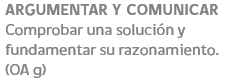 ARGUMENTAR Y COMUNICAR
Comprobar una solución y
fundamentar su razonamiento.
(OA g)